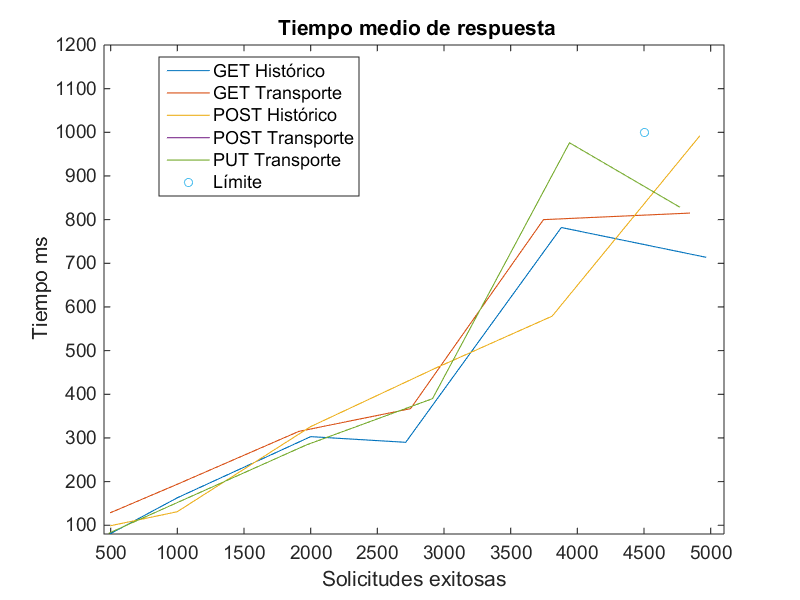 Tiempo medio de respuesta
1200
1100
1000
900
800
700
600
500
400
300
200
100
Tiempo ms
GET Histórico
GET Transporte
POST Histórico
POST Transporte
PUT Transporte
Límite
500 1000 1500 2000 2500 3000 3500 4000 4500 5000
Solicitudes exitosas